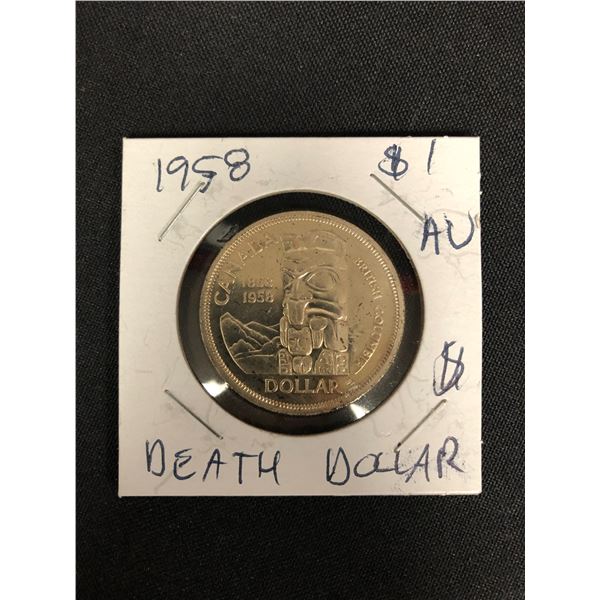 1958 $1
AU
CANADA
1858
1958
BRITISH COLUMBIA
DOLLAR
$
DEATH DOLLAR